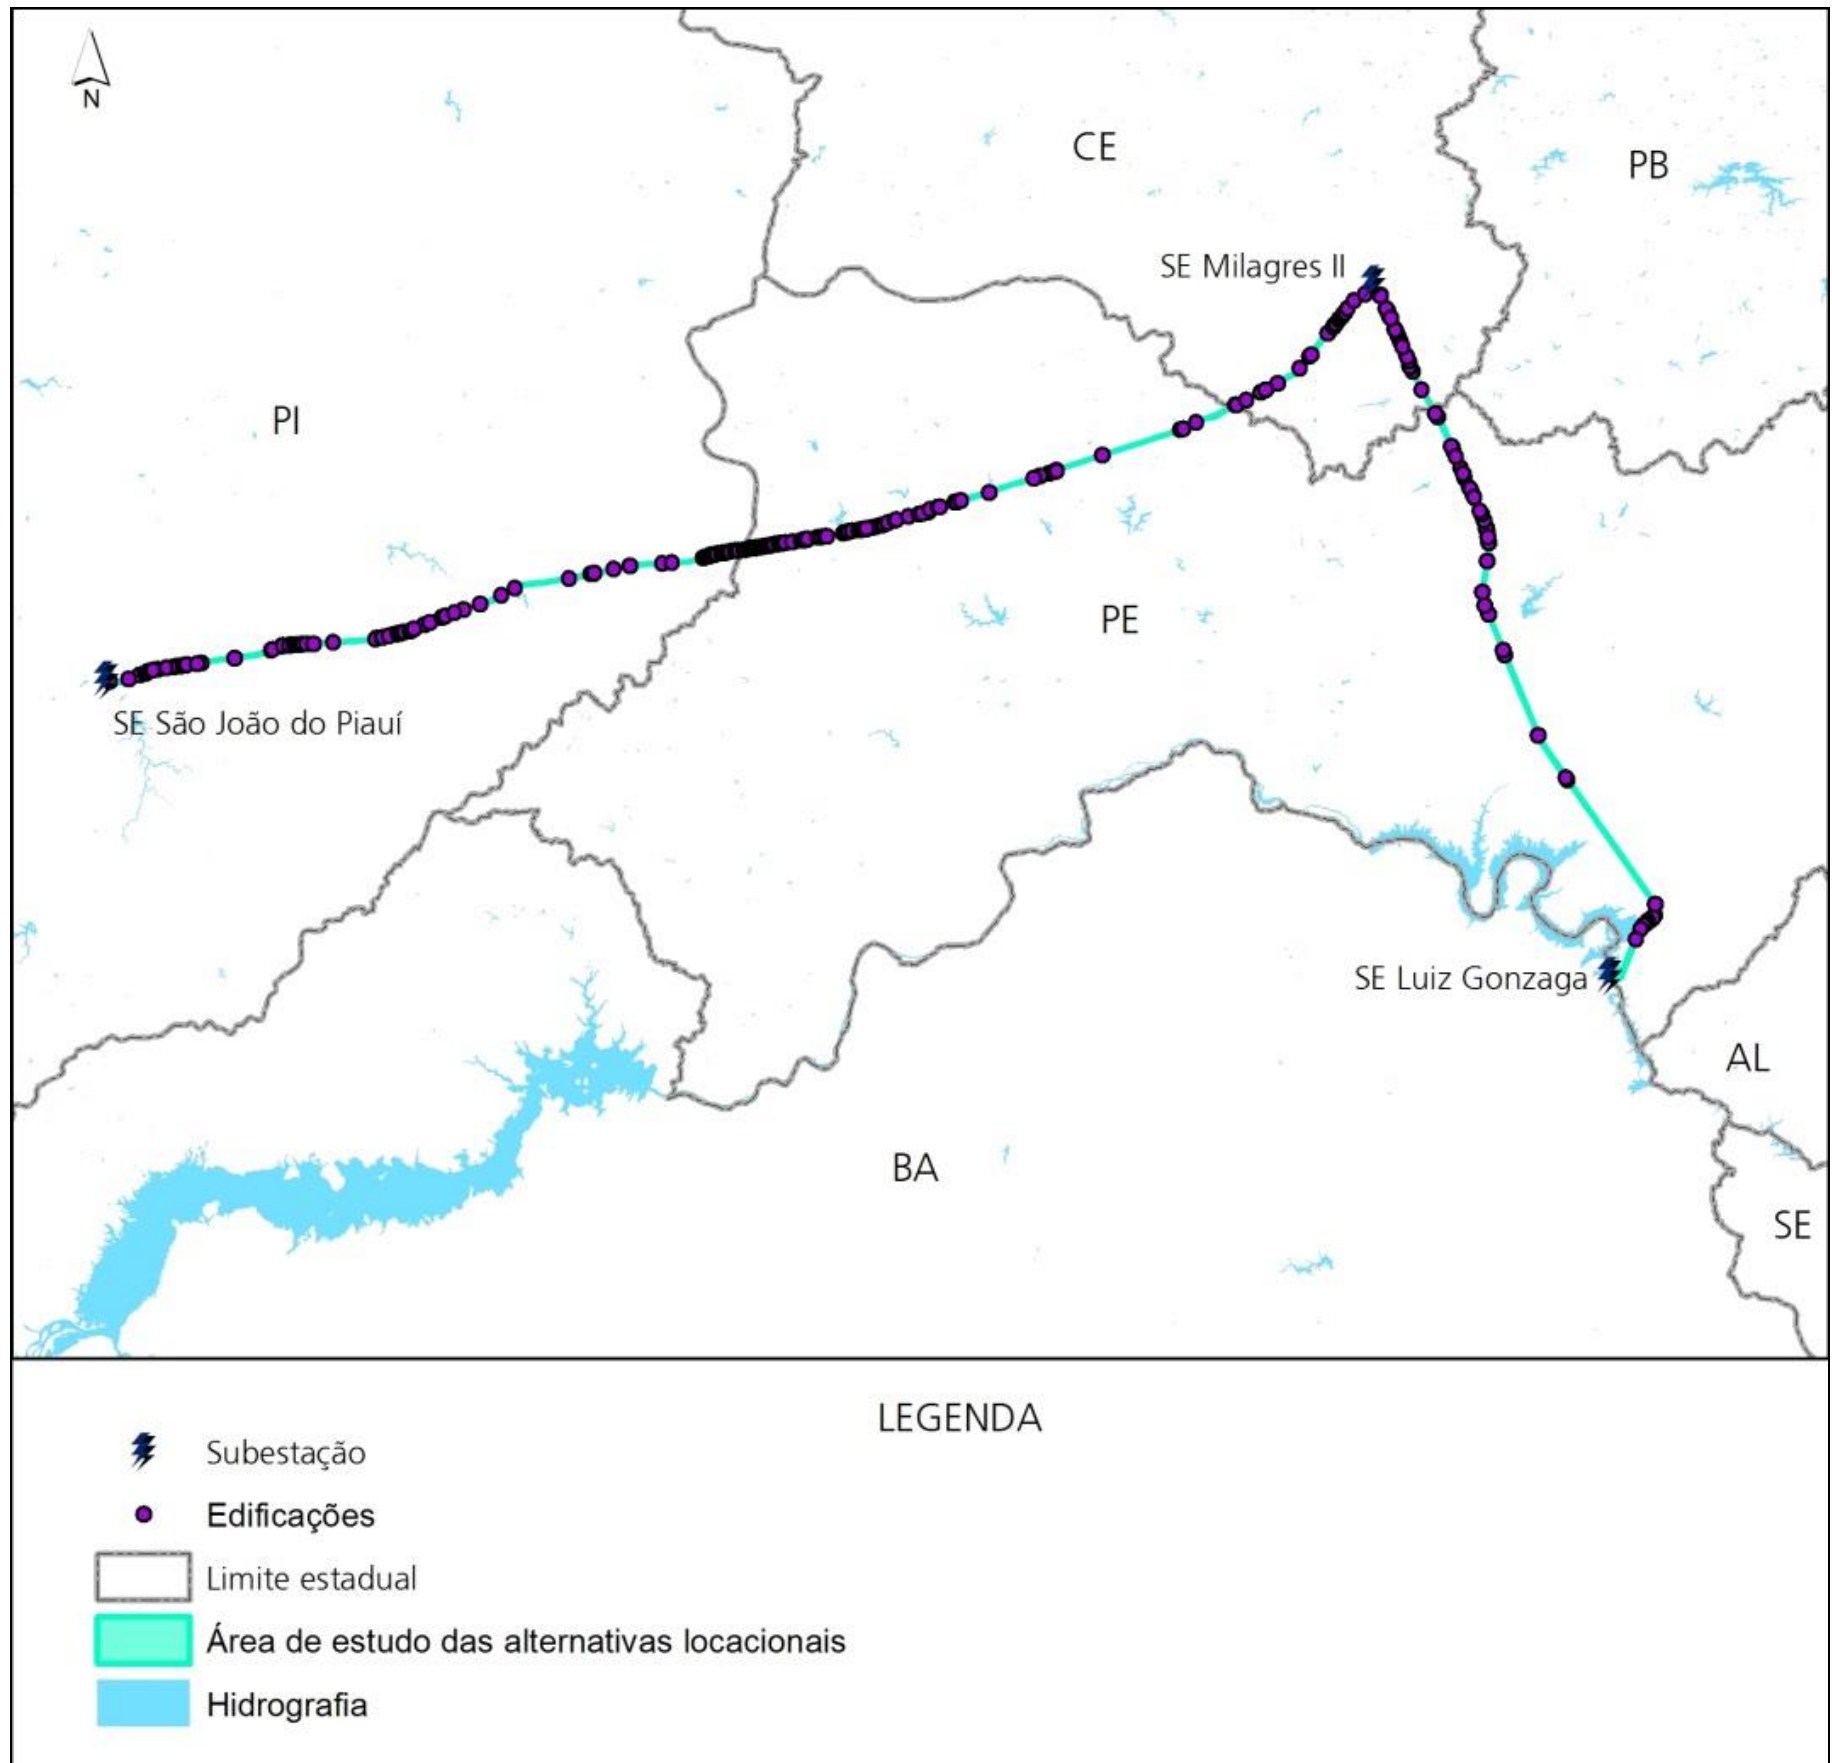 N
CE
PB
SE Milagres II
PI
PE
SE São João do Piauí
SE Luiz Gonzaga
AL
BA
SE
LEGENDA
Subestação
Edificações
Limite estadual
Área de estudo das alternativas locacionais
Hidrografia